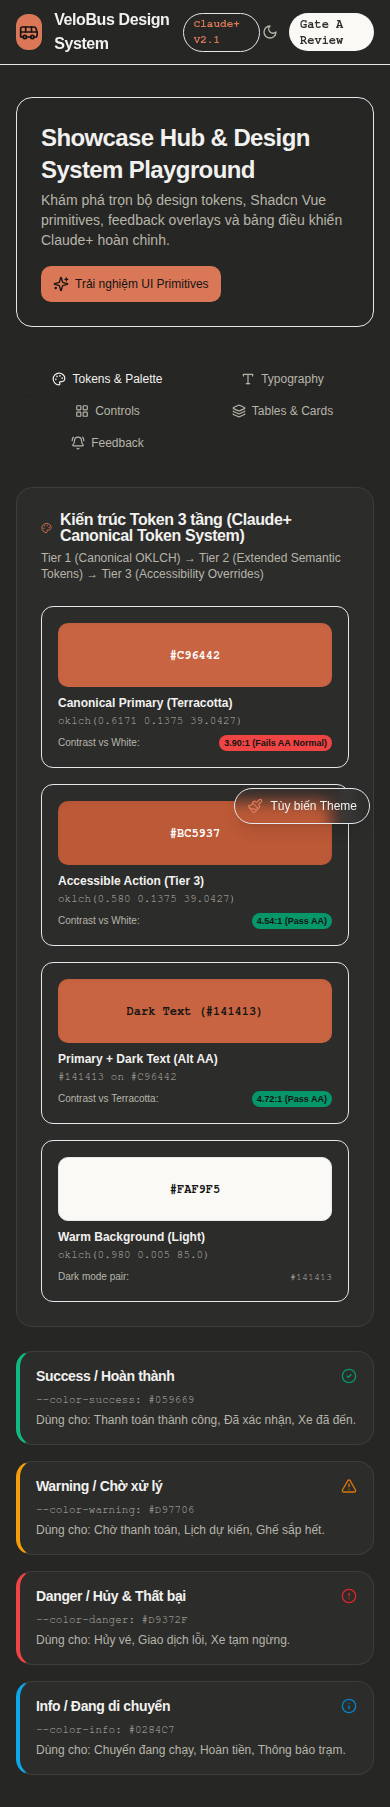 VeloBus Design
System
Claude+
v2.1
Gate A
Review
Showcase Hub & Design
System Playground
Khám phá trọn bộ design tokens, Shadcn Vue
primitives, feedback overlays và bảng điều khiển
Claude+ hoàn chỉnh.
Trải nghiệm UI Primitives
Tokens & Palette
Typography
Controls
Tables & Cards
Feedback
Kiến trúc Token 3 tầng (Claude+
Canonical Token System)
Tier 1 (Canonical OKLCH) → Tier 2 (Extended Semantic
Tokens) → Tier 3 (Accessibility Overrides)
#C96442
Canonical Primary (Terracotta)
oklch(0.6171 0.1375 39.0427)
Contrast vs White:
3.90:1 (Fails AA Normal)
Tùy biến Theme
#BC5937
Accessible Action (Tier 3)
oklch(0.580 0.1375 39.0427)
Contrast vs White:
4.54:1 (Pass AA)
Dark Text (#141413)
Primary + Dark Text (Alt AA)
#141413 on #C96442
Contrast vs Terracotta:
4.72:1 (Pass AA)
#FAF9F5
Warm Background (Light)
oklch(0.980 0.005 85.0)
Dark mode pair:
#141413
Success / Hoàn thành
--color-success: #059669
Dùng cho: Thanh toán thành công, Đã xác nhận, Xe đã đến.
Warning / Chờ xử lý
--color-warning: #D97706
Dùng cho: Chờ thanh toán, Lịch dự kiến, Ghế sắp hết.
Danger / Hủy & Thất bại
--color-danger: #D9372F
Dùng cho: Hủy vé, Giao dịch lỗi, Xe tạm ngừng.
Info / Đang di chuyển
--color-info: #0284C7
Dùng cho: Chuyến đang chạy, Hoàn tiền, Thông báo trạm.